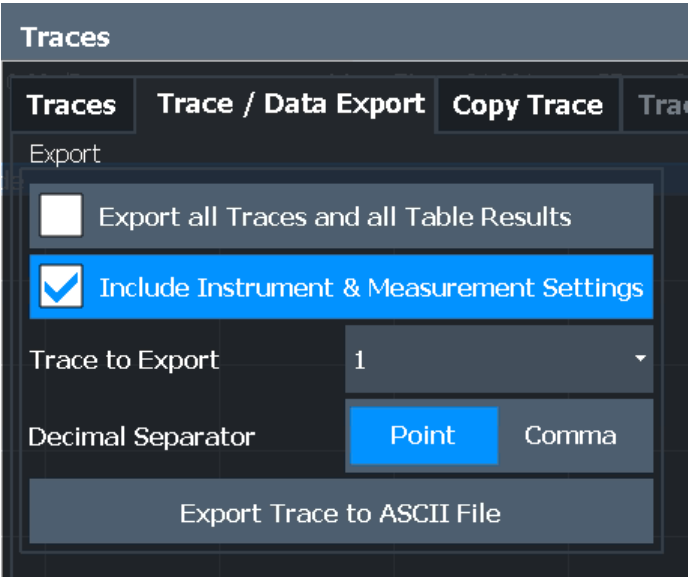 Traces
Traces Trace / Data Export Copy Trace
Export
Export all Traces and all Table Results
Include Instrument & Measurement Settings
Trace to Export 1
Decimal Separator Point Comma
Export Trace to ASCII File